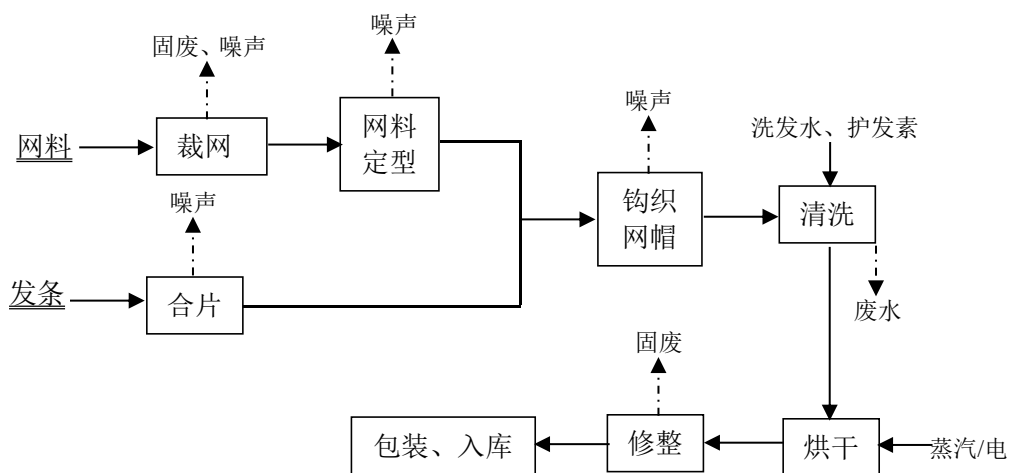 噪声
固废、噪声
网料
裁网
网料
定型
噪声
洗发水、护发素
噪声
钩织
网帽
清洗
发条
合片
废水
固废
包装、入库
修整
烘干
蒸汽/电